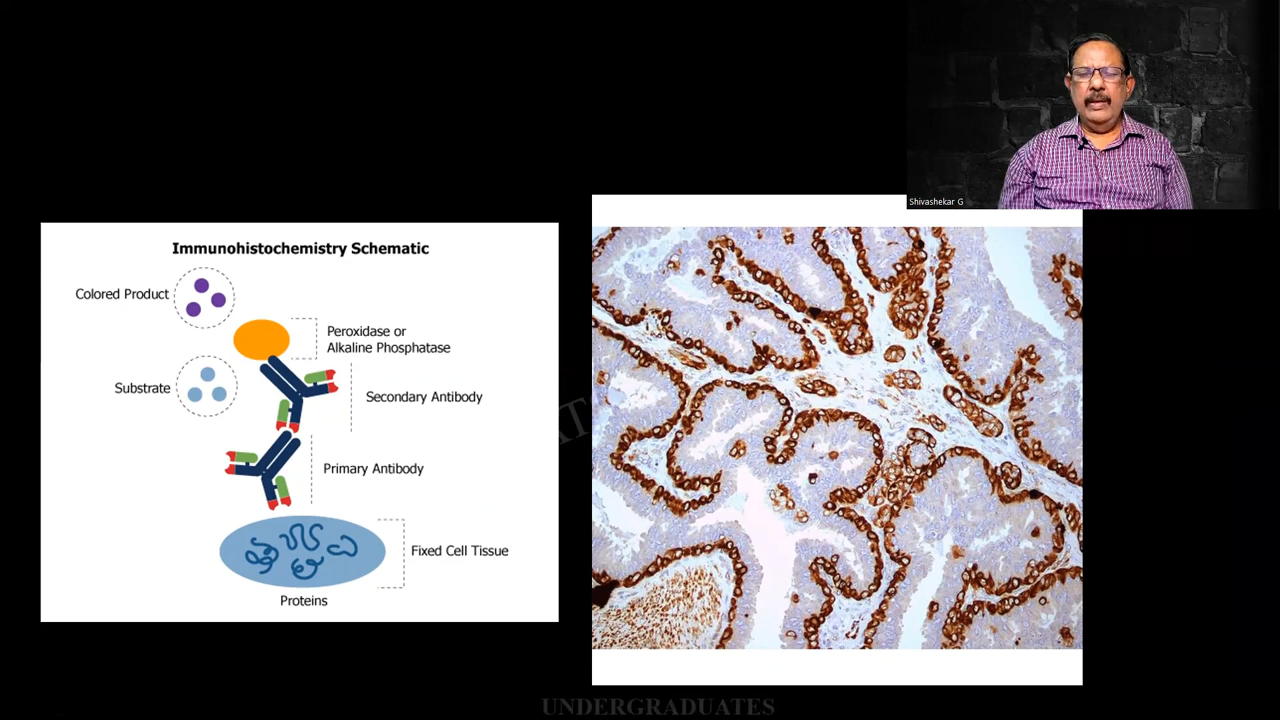 Shivashekar G
Immunohistochemistry Schematic
Colored Product
Peroxidase or
Alkaline Phosphatase
Substrate
Secondary Antibody
Primary Antibody
Fixed Cell Tissue
Proteins
UNDERGRADUATES